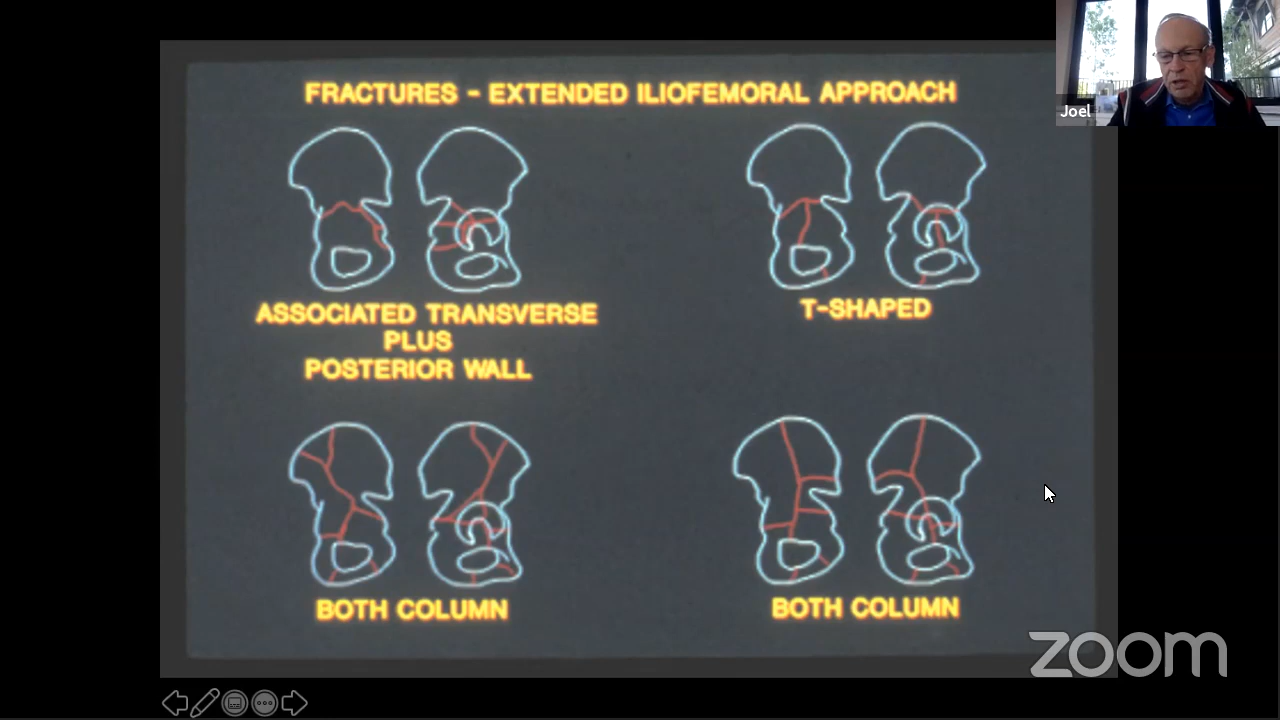 FRACTURES - EXTENDED ILIOFEMORAL APPROACH
Joel
ASSOCIATED TRANSVERSE
PLUS
POSTERIOR WALL
T-SHAPED
BOTH COLUMN
BOTH COLUMN
zoom